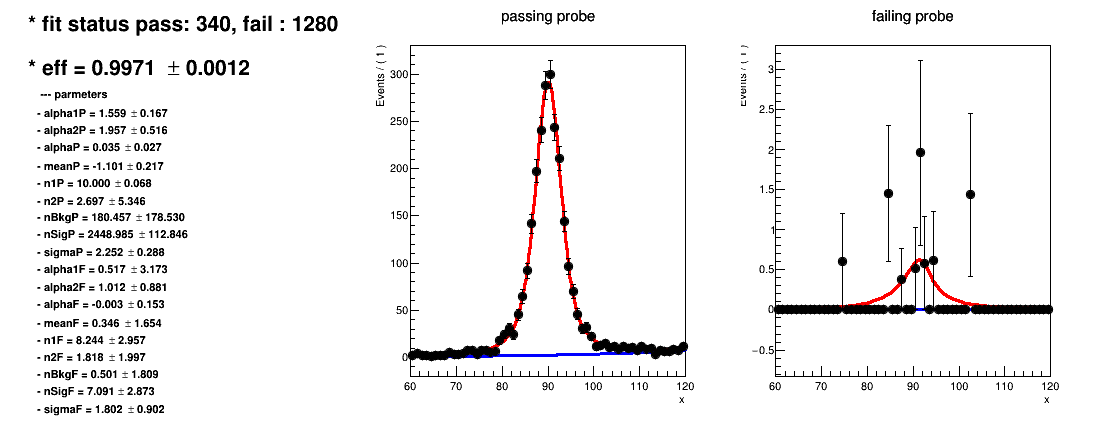 * fit status pass: 340, fail : 1280
* eff = 0.9971 ± 0.0012
--- parmeters
- alpha1P = 1.559 ± 0.167
- alpha2P = 1.957 ± 0.516
- alphaP = 0.035 ± 0.027
- meanP = -1.101 ± 0.217
- n1P = 10.000 ± 0.068
- n2P = 2.697 ± 5.346
- nBkgP = 180.457 ± 178.530
- nSigP = 2448.985 ± 112.846
- sigmaP = 2.252 ± 0.288
- alpha1F = 0.517 ± 3.173
- alpha2F = 1.012 ± 0.881
- alphaF = -0.003 ± 0.153
- meanF = 0.346 ± 1.654
- n1F = 8.244 ± 2.957
- n2F = 1.818 ± 1.997
- nBkgF = 0.501 ± 1.809
- nSigF = 7.091 ± 2.873
- sigmaF = 1.802 ± 0.902
passing probe
Events / ( 1 )
300
250
200
150
100
50
0
60 70 80 90 100 110 120
x
failing probe
Events / ( 1 )
3
2.5
2
1.5
1
0.5
0
−0.5
60 70 80 90 100 110 120
x